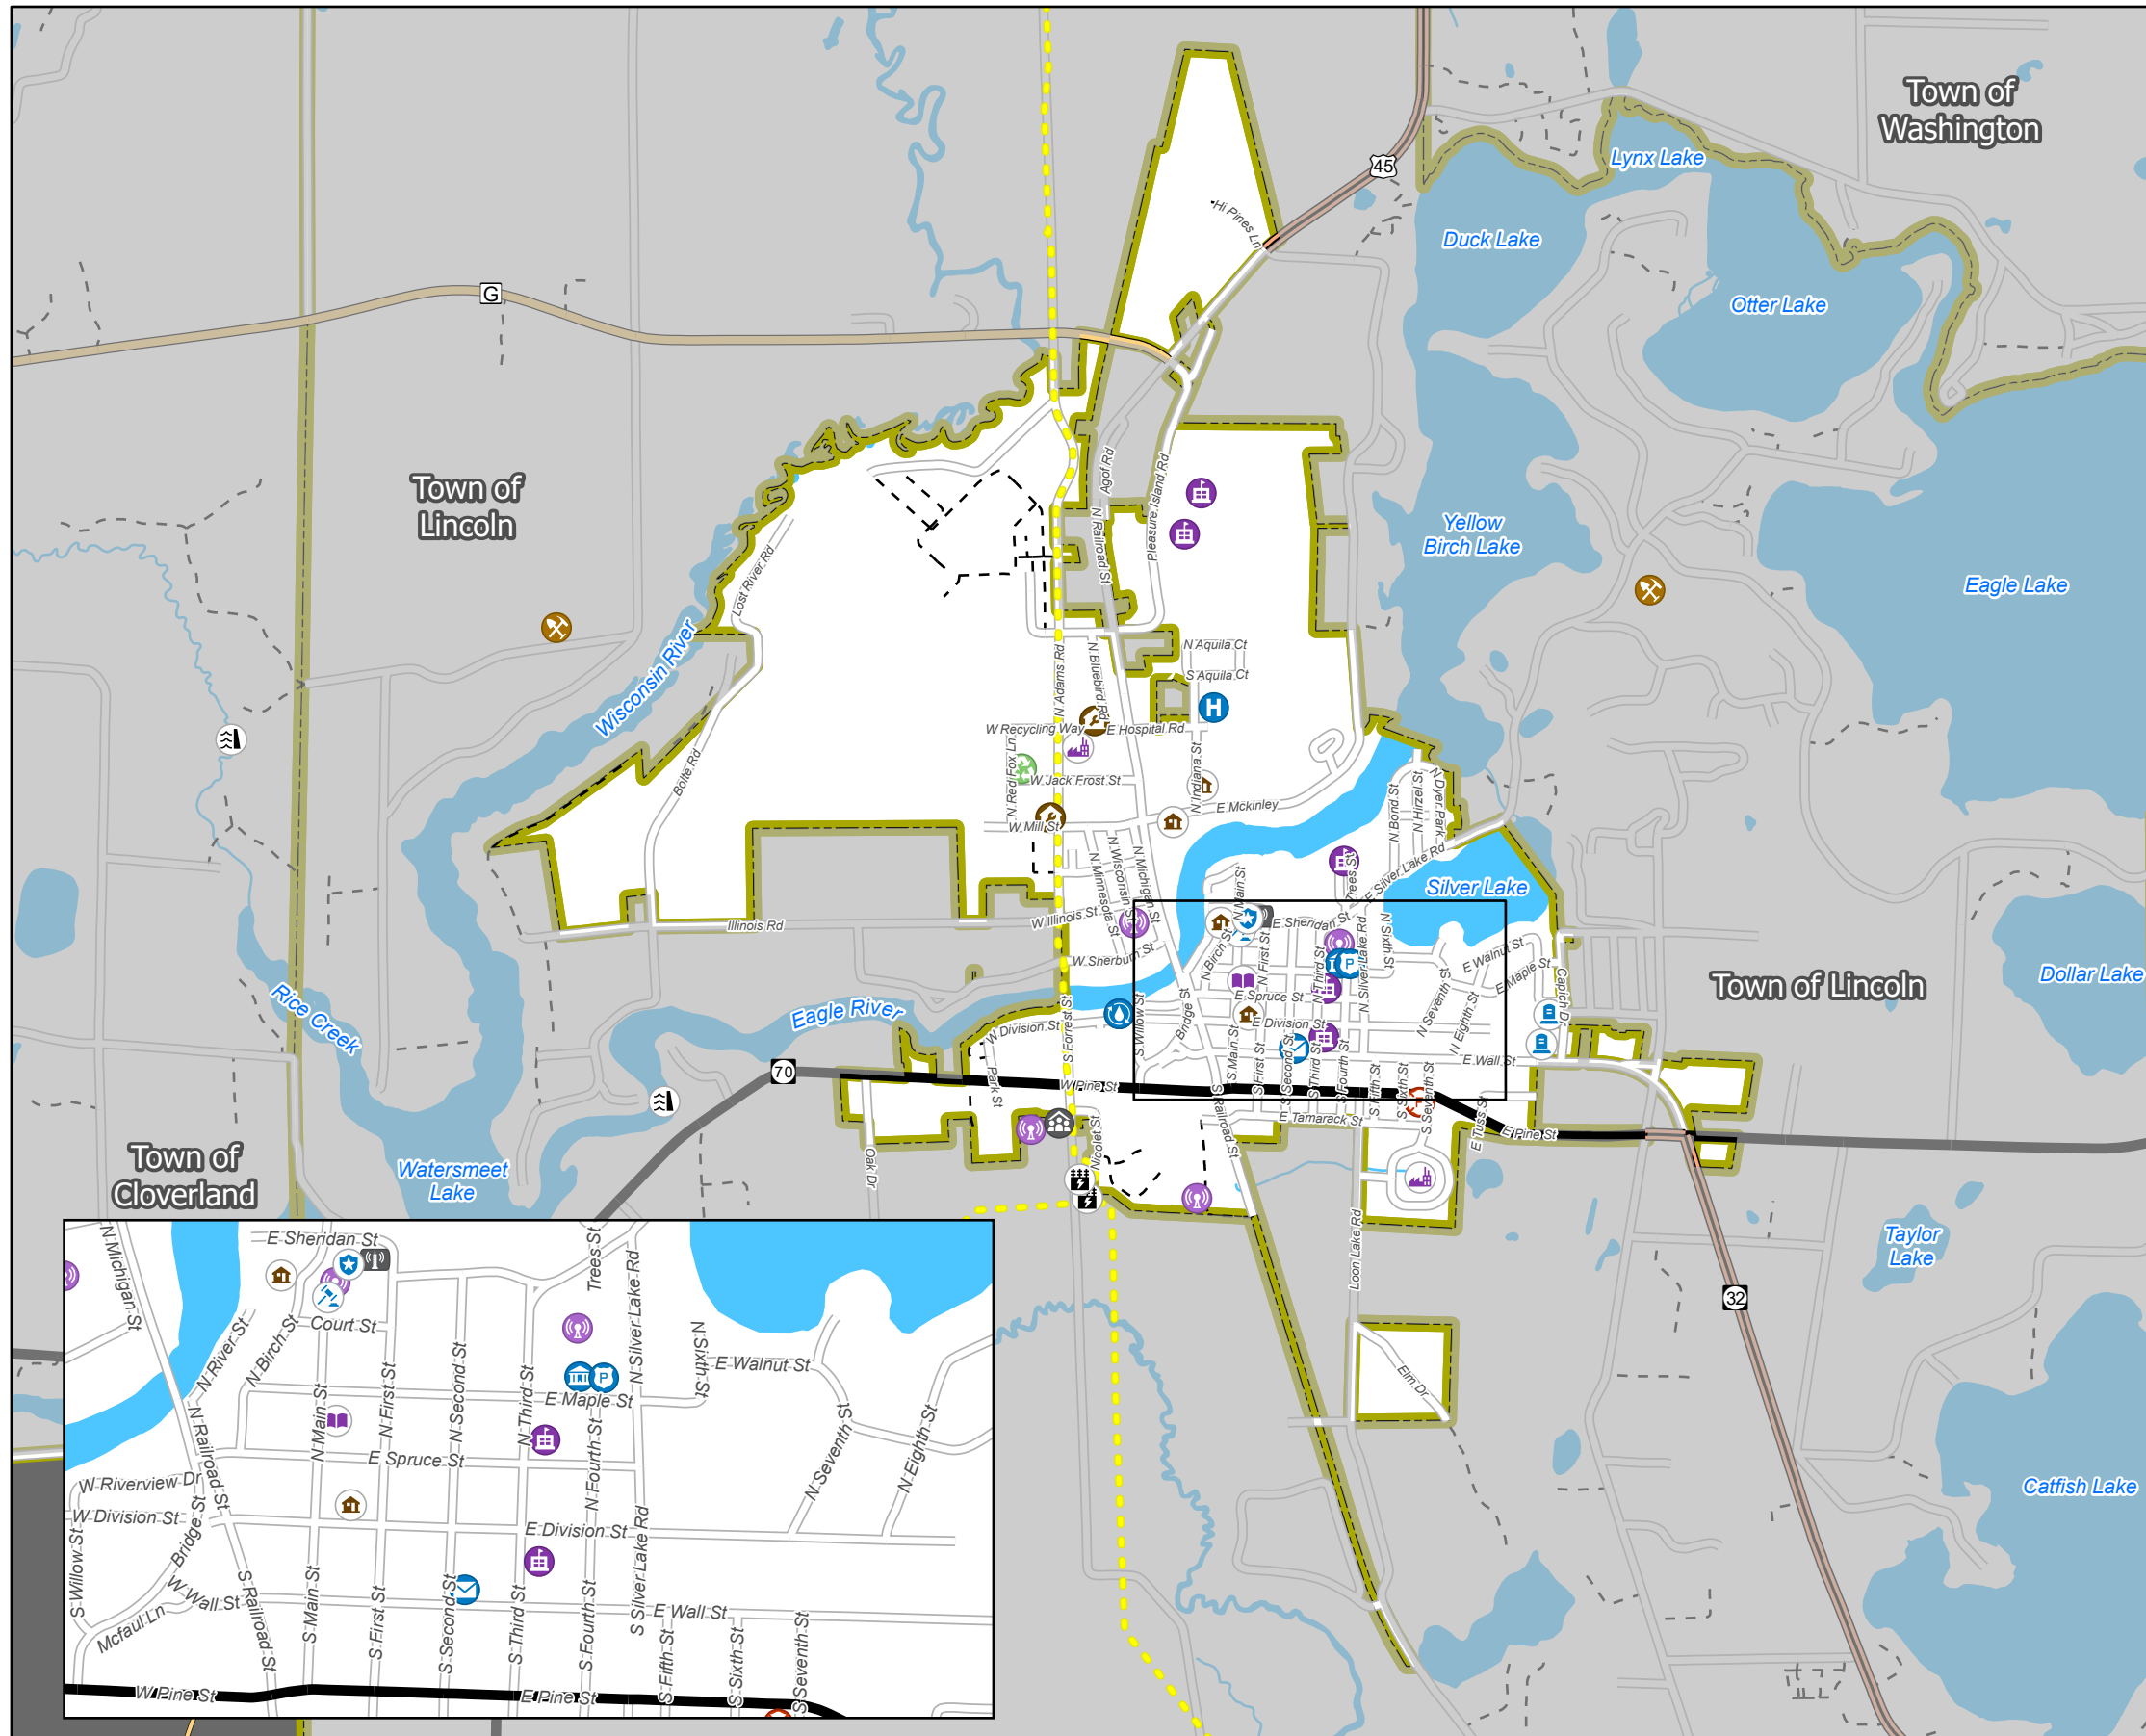 Town of
Washington
Lynx Lake
45
Duck Lake
Hi Pines Ln
Otter Lake
G
Town of
Lincoln
Agof Rd
Pleasure Island Rd
N Railroad St
Yellow
Birch Lake
Eagle Lake
Lost River Rd
Wisconsin River
N Aquila Ct
S Aquila Ct
N Adams Rd
N Bluebird Rd
H
W Recycling Way
E Hospital Rd
N Red Fox Ln
W Jack Frost St
N Indiana St
Bolte Rd
E Mckinley
W Mill St
N Bond St
N Hirzel St
N Dyer Park
E Silver Lake Rd
Trees St
Silver Lake
N Minnesota St
N Wisconsin St
N Michigan St
N Main St
Illinois Rd
W Illinois St
E Sheridan St
W Sherburn St
N Birch St
N First St
N Third St
N Silver Lake Rd
N Sixth St
P
E Walnut St
E Maple St
Capich Dr
Town of Lincoln
Dollar Lake
Rice Creek
Eagle River
E Spruce St
N Seventh St
N Eighth St
W Division St
S Forrest St
S Willow St
Bridge St
E Division St
E Wall St
70
W Pine St
Park St
S Main St
S First St
S Second St
S Third St
S Fourth St
S Fifth St
S Sixth St
S Seventh St
S Railroad St
E Tamarack St
E Tuss St
E Pine St
Nicolet St
Oak Dr
Town of
Cloverland
Watersmeet
Lake
Loon Lake Rd
Taylor
Lake
32
Elm Dr
Catfish Lake
N Michigan St
E Sheridan St
Trees St
N Silver Lake Rd
Court St
N River St
N Birch St
N Sixth St
E Walnut St
P
E Maple St
N Main St
N First St
N Second St
N Third St
N Fourth St
N Railroad St
E Spruce St
N Seventh St
N Eighth St
W Riverview Dr
W Division St
Bridge St
E Division St
S Willow St
W Wall St
Mcfaul Ln
S Railroad St
S Main St
S First St
S Second St
S Third St
S Fourth St
S Silver Lake Rd
E Wall St
S Fifth St
S Sixth St
S Seventh St
W Pine St
E Pine St